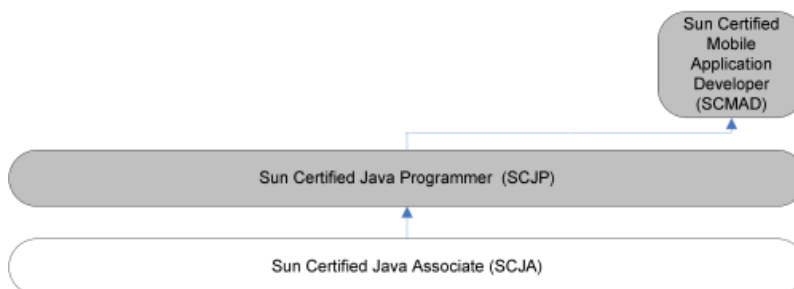 Sun Certified
Mobile
Application
Developer
(SCMAD)
Sun Certified Java Programmer (SCJP)
Sun Certified Java Associate (SCJA)